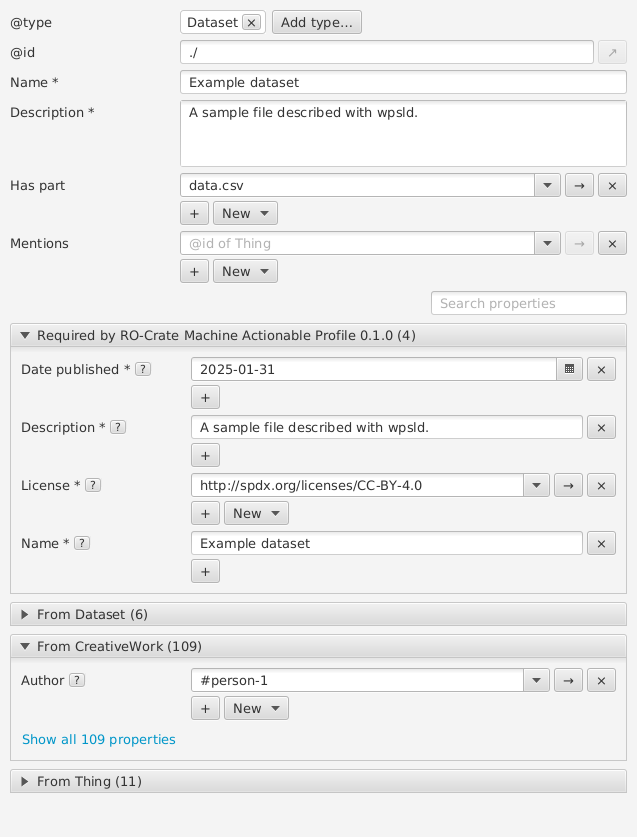 @type Dataset × Add type...
@id ./ ↗
Name * Example dataset
Description * A sample file described with wpsld.
Has part data.csv → ×
+ New
Mentions @id of Thing → ×
+ New
Search properties
Required by RO-Crate Machine Actionable Profile 0.1.0 (4)
Date published * ? 2025-01-31 ×
+
Description * ? A sample file described with wpsld. ×
+
License * ? http://spdx.org/licenses/CC-BY-4.0 → ×
+ New
Name * ? Example dataset ×
+
From Dataset (6)
From CreativeWork (109)
Author ? #person-1 → ×
+ New
Show all 109 properties
From Thing (11)